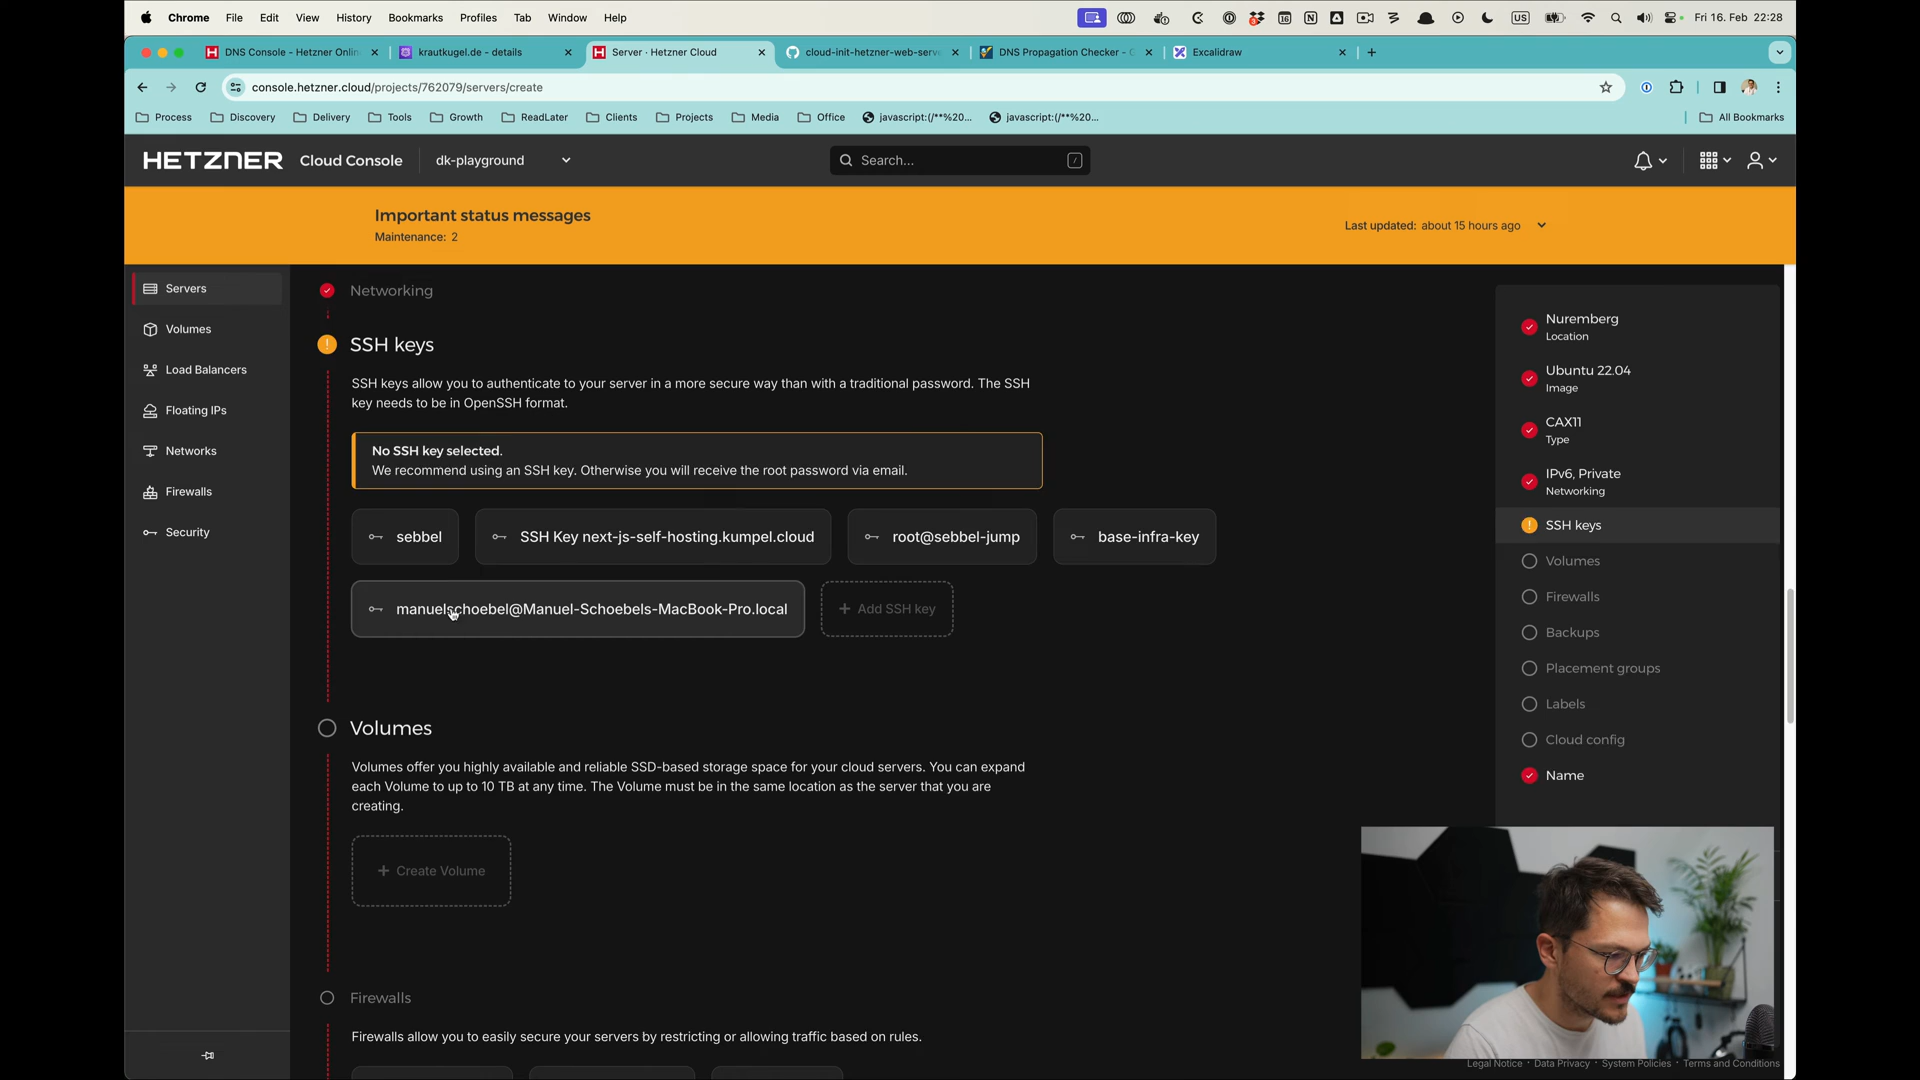 Chrome File Edit View History Bookmarks Profiles Tab Window Help
16 US Fri 16. Feb 22:28
DNS Console - Hetzner Onlin
krautkugel.de - details
Server · Hetzner Cloud
cloud-init-hetzner-web-serve
DNS Propagation Checker - G
Excalidraw
console.hetzner.cloud/projects/762079/servers/create
Process Discovery Delivery Tools Growth ReadLater Clients Projects Media Office javascript:(/**%20... javascript:(/**%20... All Bookmarks
HETZNER Cloud Console dk-playground Search... /
Important status messages
Maintenance: 2
Last updated: about 15 hours ago
Servers
Volumes
Load Balancers
Floating IPs
Networks
Firewalls
Security
Networking
SSH keys
SSH keys allow you to authenticate to your server in a more secure way than with a traditional password. The SSH
key needs to be in OpenSSH format.
No SSH key selected.
We recommend using an SSH key. Otherwise you will receive the root password via email.
sebbel
SSH Key next-js-self-hosting.kumpel.cloud
root@sebbel-jump
base-infra-key
manuelschoebel@Manuel-Schoebels-MacBook-Pro.local
+ Add SSH key
Volumes
Volumes offer you highly available and reliable SSD-based storage space for your cloud servers. You can expand
each Volume to up to 10 TB at any time. The Volume must be in the same location as the server that you are
creating.
+ Create Volume
Firewalls
Firewalls allow you to easily secure your servers by restricting or allowing traffic based on rules.
Nuremberg
Location
Ubuntu 22.04
Image
CAX11
Type
IPv6, Private
Networking
SSH keys
Volumes
Firewalls
Backups
Placement groups
Labels
Cloud config
Name
Legal Notice · Data Privacy · System Policies · Terms and Conditions